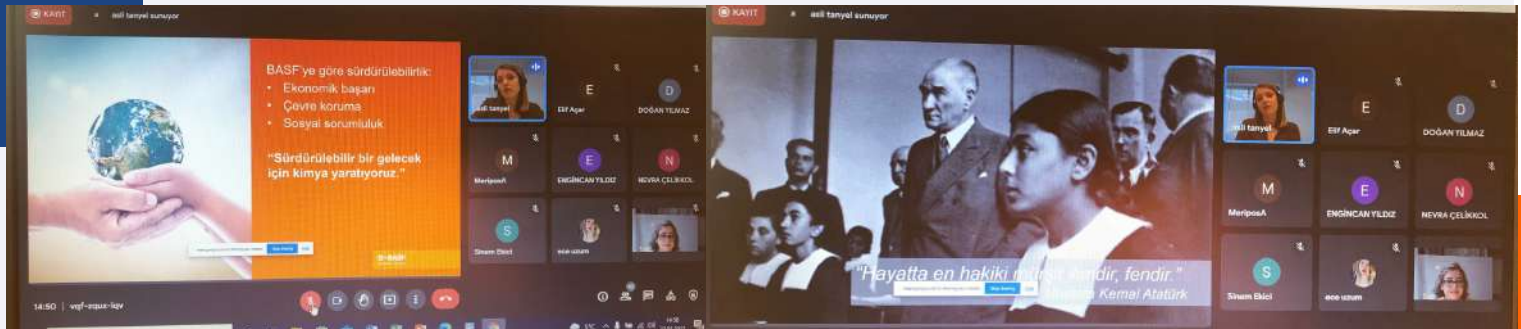 KAYIT
asli tanyel sunuyor
BASF'ye göre sürdürülebilirlik:
• Ekonomik başarı
• Çevre koruma
• Sosyal sorumluluk
"Sürdürülebilir bir gelecek
için kimya yaratıyoruz."
asli tanyel
E
Elif Açar
D
DOĞAN YILMAZ
M
MeriposA
E
ENGİNCAN YILDIZ
N
NEVRA ÇELİKKOL
S
Sinem Ekici
ece uzum
14:50
KAYIT
asli tanyel sunuyor
"Hayatta en hakiki
fendir."
Kemal Atatürk
asli tanyel
E
Elif Açar
D
DOĞAN YILMAZ
M
MeriposA
E
ENGİNCAN YILDIZ
N
NEVRA ÇELİKKOL
S
Sinem Ekici
ece uzum